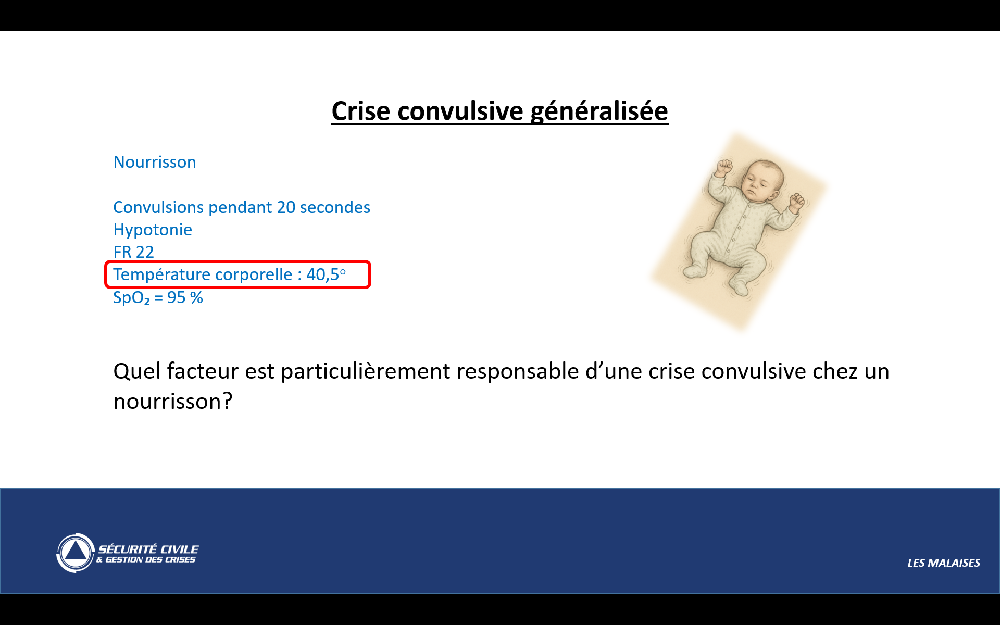 Crise convulsive généralisée
Nourrisson
Convulsions pendant 20 secondes
Hypotonie
FR 22
Température corporelle : 40,5°
SpO₂ = 95 %
Quel facteur est particulièrement responsable d’une crise convulsive chez un
nourrisson?
SÉCURITÉ CIVILE
& GESTION DES CRISES
LES MALAISES